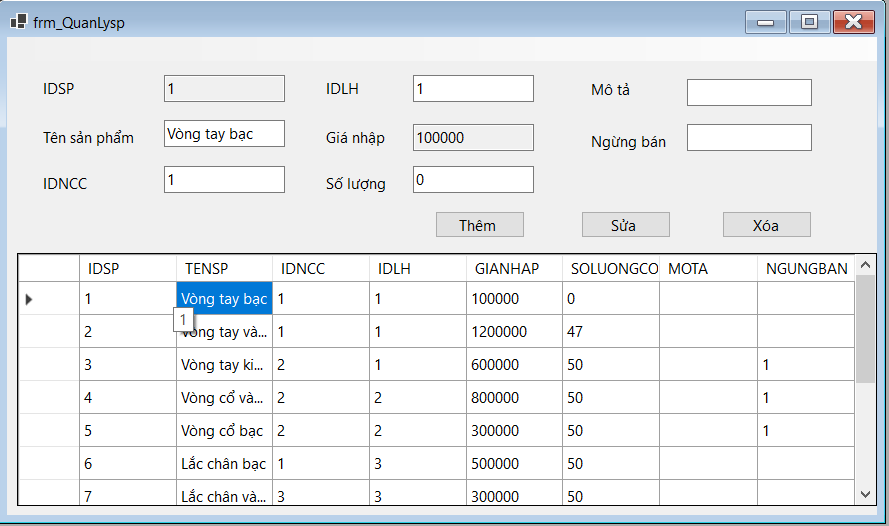 frm_QuanLysp
IDSP 1 IDLH 1 Mô tả
Tên sản phẩm Vòng tay bạc Giá nhập 100000 Ngừng bán
IDNCC 1 Số lượng 0
Thêm Sửa Xóa
IDSP TENSP IDNCC IDLH GIANHAP SOLUONGCO MOTA NGUNGBAN
1 Vòng tay bạc 1 1 100000 0
1
2 Vòng tay và... 1 1 1200000 47
3 Vòng tay ki... 2 1 600000 50 1
4 Vòng cổ và... 2 2 800000 50 1
5 Vòng cổ bạc 2 2 300000 50 1
6 Lắc chân bạc 1 3 500000 50
7 Lắc chân và... 3 3 300000 50